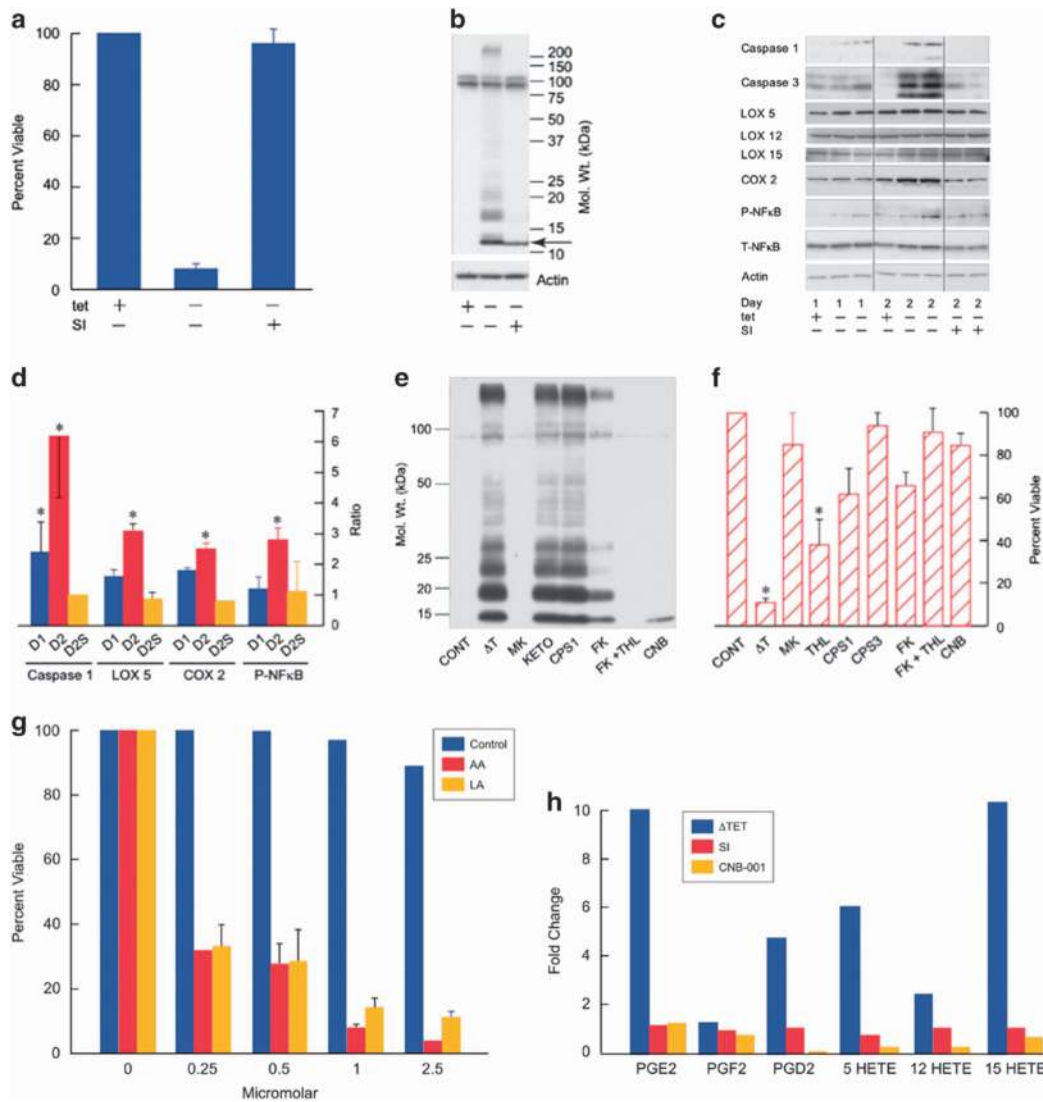 a
100
80
60
40
20
0
Percent Viable
tet + − −
SI − − +
b
200
150
100
75
50
37
25
20
15
10
Mol. Wt. (kDa)
Actin
+ − −
− − +
c
Caspase 1
Caspase 3
LOX 5
LOX 12
LOX 15
COX 2
P-NFκB
T-NFκB
Actin
Day 1 1 1 2 2 2 2 2
tet + − − + − − − −
SI − − − − − − + +
d
7
6
5
4
3
2
1
0
Ratio
* * * * *
D1 D2 D2S D1 D2 D2S D1 D2 D2S D1 D2 D2S
Caspase 1 LOX 5 COX 2 P-NFκB
e
Mol. Wt. (kDa)
100
50
25
20
15
CONT ΔT MK KETO CPS1 FK FK +THL CNB
f
100
80
60
40
20
0
Percent Viable
* *
CONT ΔT MK THL CPS1 CPS3 FK FK + THL CNB
g
100
80
60
40
20
0
Percent Viable
Control
AA
LA
0 0.25 0.5 1 2.5
Micromolar
h
10
8
6
4
2
0
Fold Change
ΔTET
SI
CNB-001
PGE2 PGF2 PGD2 5 HETE 12 HETE 15 HETE